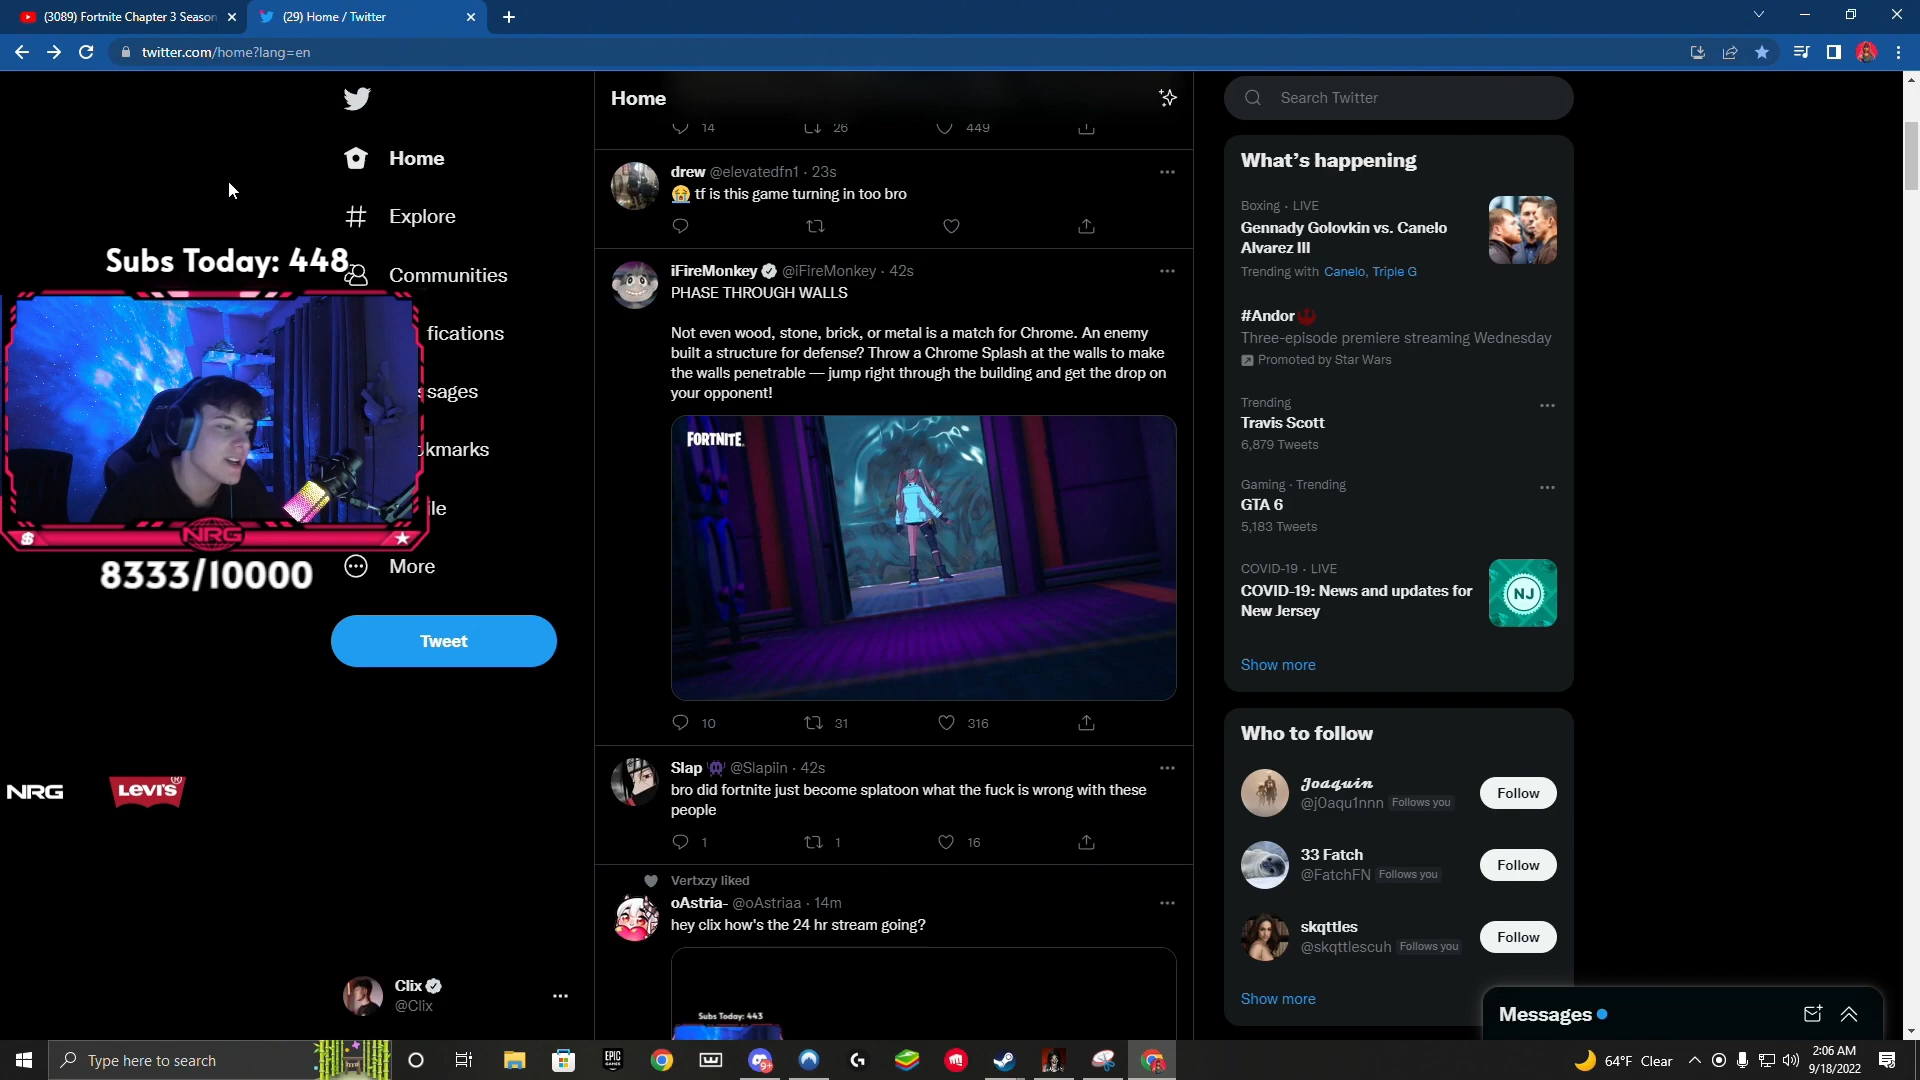 (3089) Fortnite Chapter 3 Season
(29) Home / Twitter
twitter.com/home?lang=en
Home
Explore
Communities
fications
sages
kmarks
le
More
Tweet
Subs Today: 448
NRG
8333/10000
NRG
LEVI'S
Clix
@Clix
Home
14 26 449
drew @elevatedfn1 · 23s
😭 tf is this game turning in too bro
iFireMonkey @iFireMonkey · 42s
PHASE THROUGH WALLS
Not even wood, stone, brick, or metal is a match for Chrome. An enemy
built a structure for defense? Throw a Chrome Splash at the walls to make
the walls penetrable — jump right through the building and get the drop on
your opponent!
FORTNITE
10 31 316
Slap 👾 @Slapiin · 42s
bro did fortnite just become splatoon what the fuck is wrong with these
people
1 1 16
Vertxzy liked
oAstria- @oAstriaa · 14m
hey clix how's the 24 hr stream going?
Subs Today: 443
Search Twitter
What's happening
Boxing · LIVE
Gennady Golovkin vs. Canelo
Alvarez III
Trending with Canelo, Triple G
#Andor
Three-episode premiere streaming Wednesday
Promoted by Star Wars
Trending
Travis Scott
6,879 Tweets
Gaming · Trending
GTA 6
5,183 Tweets
COVID-19 · LIVE
COVID-19: News and updates for
New Jersey
NJ
Show more
Who to follow
Joaquin
@j0aqu1nnn Follows you
Follow
33 Fatch
@FatchFN Follows you
Follow
skqttles
@skqttlescuh Follows you
Follow
Show more
Messages
Type here to search
EPIC
GAMES
9+
64°F Clear
2:06 AM
9/18/2022